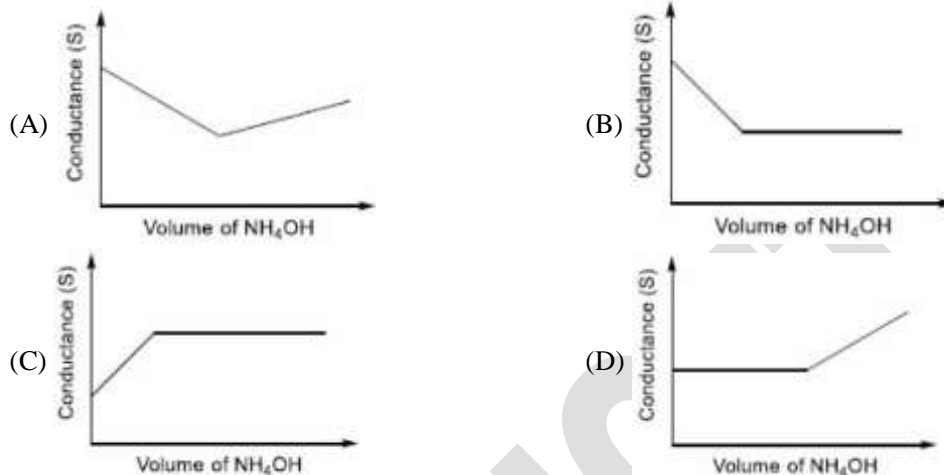 (A)
Conductance (S)
Volume of NH₄OH
(B)
Conductance (S)
Volume of NH₄OH
(C)
Conductance (S)
Volume of NH₄OH
(D)
Conductance (S)
Volume of NH₄OH